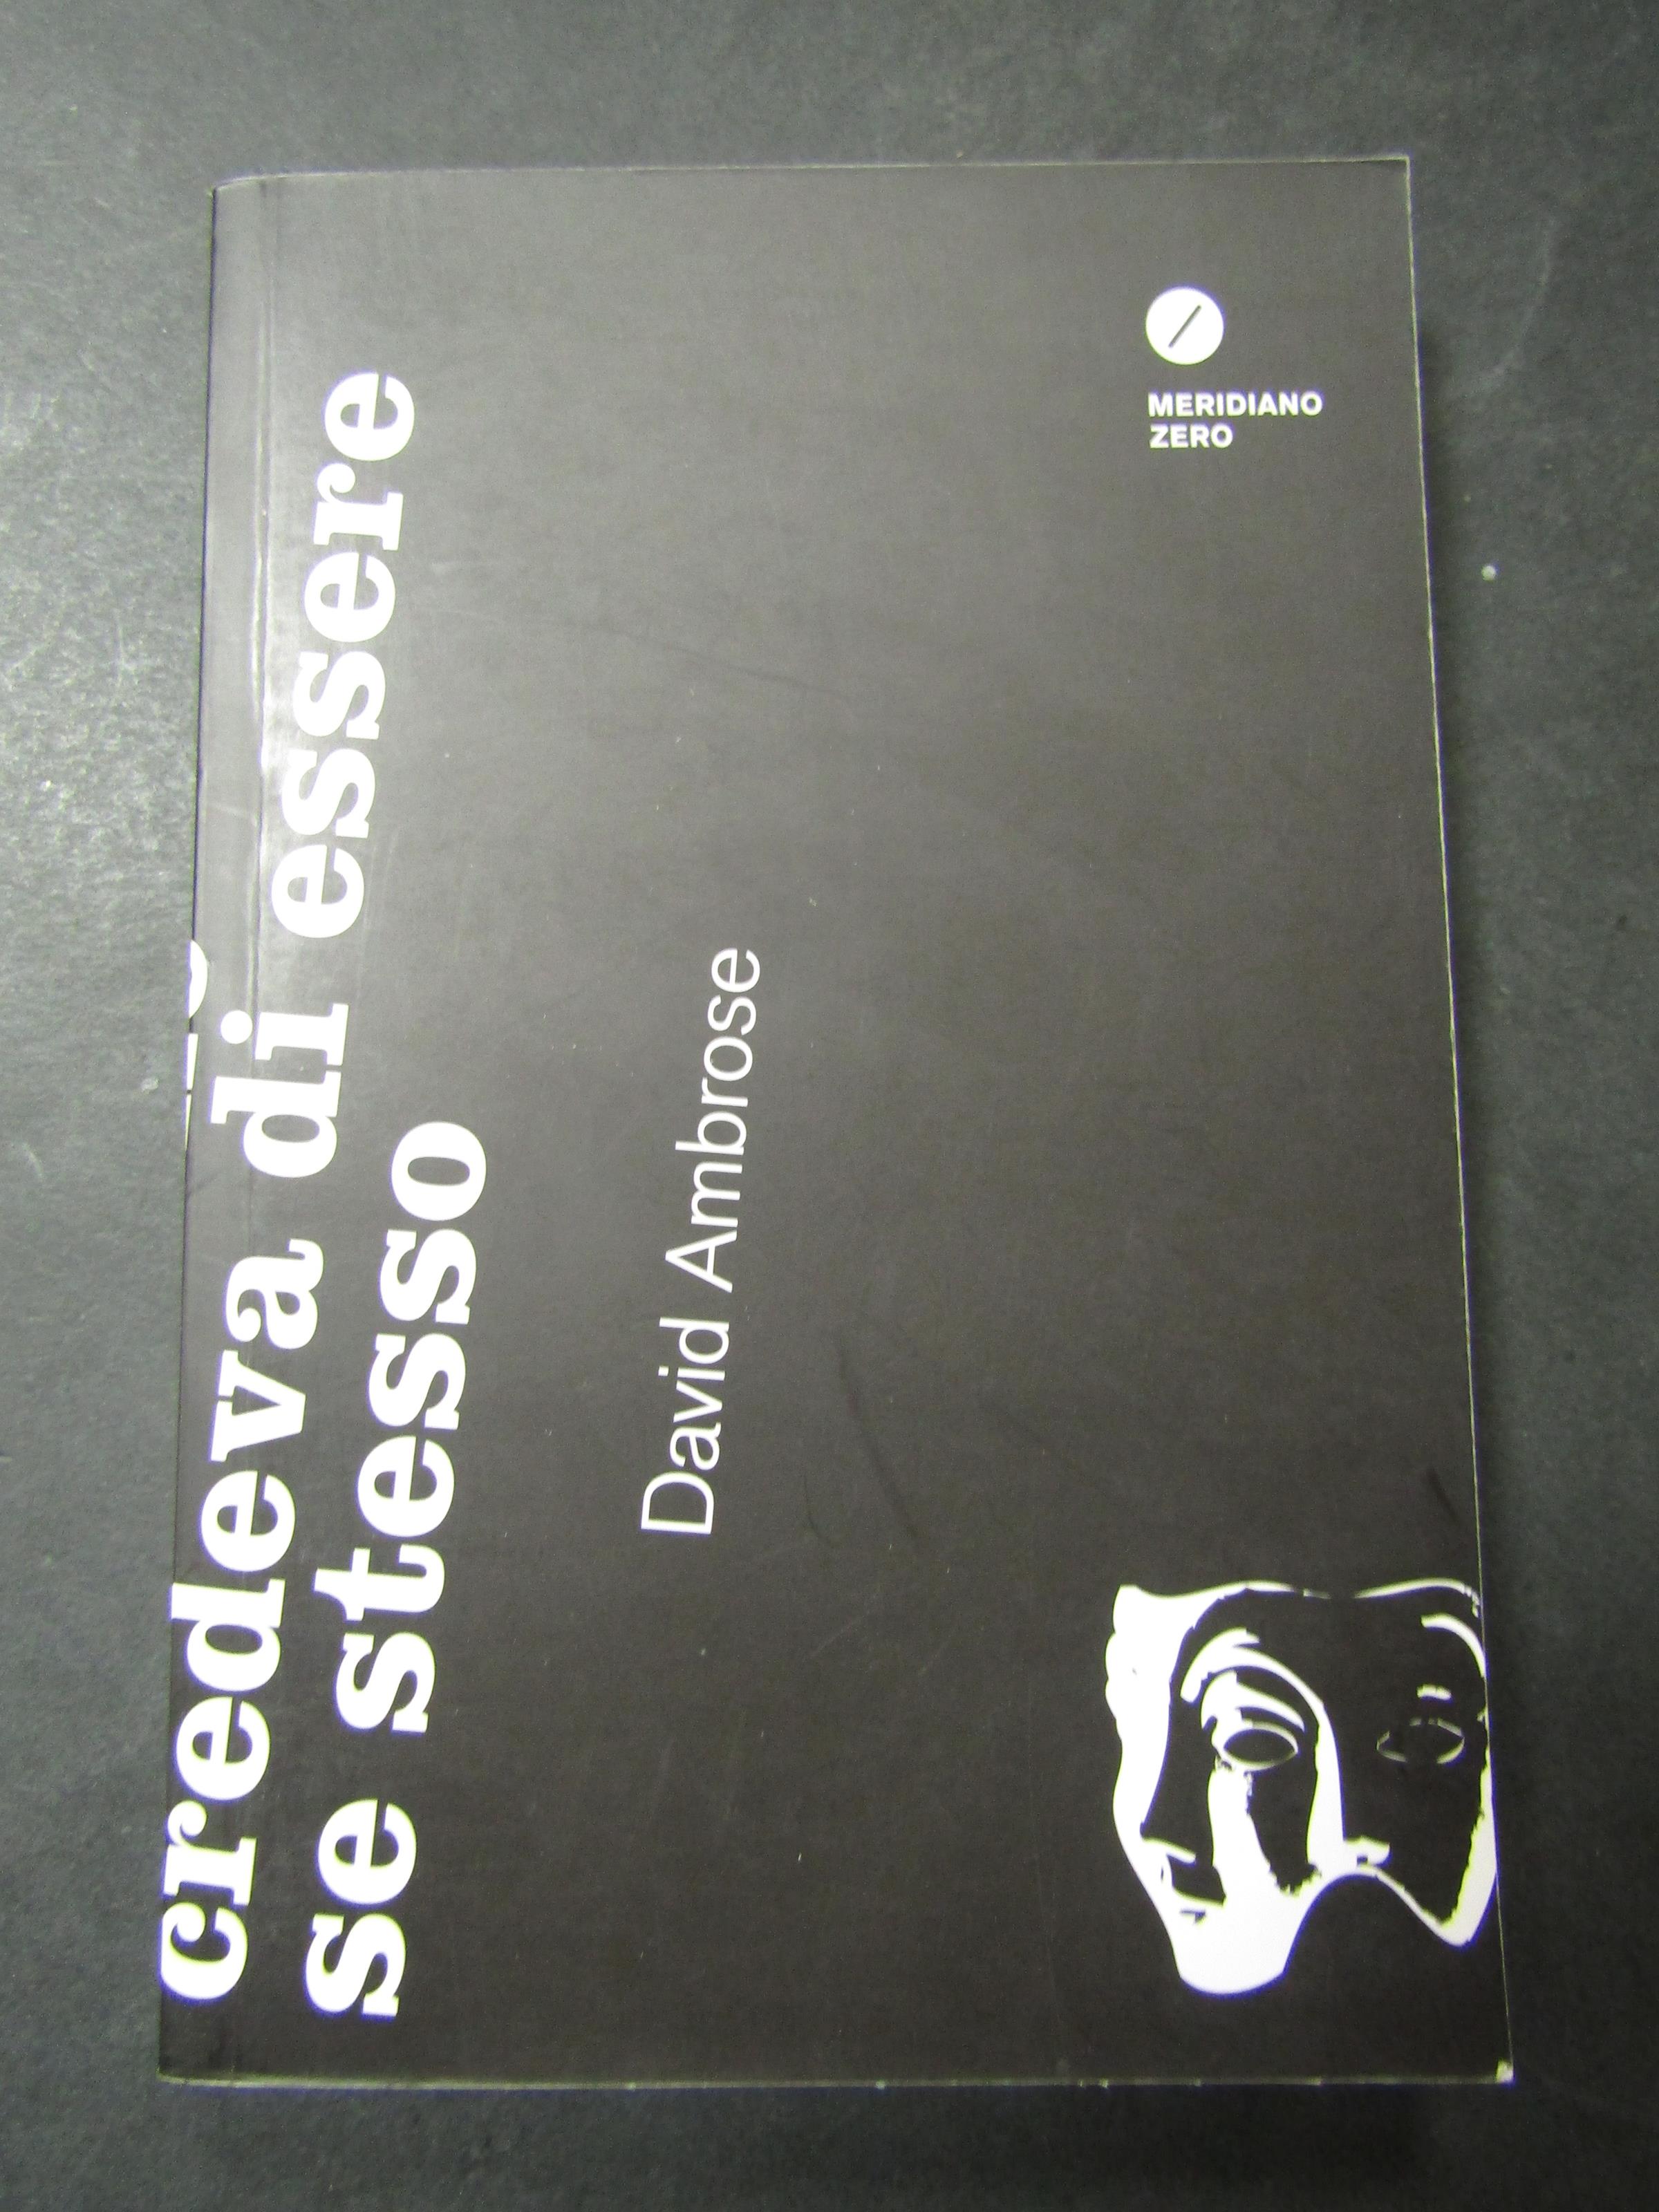 credeva di essere
se stesso
David Ambrose
MERIDIANO
ZERO